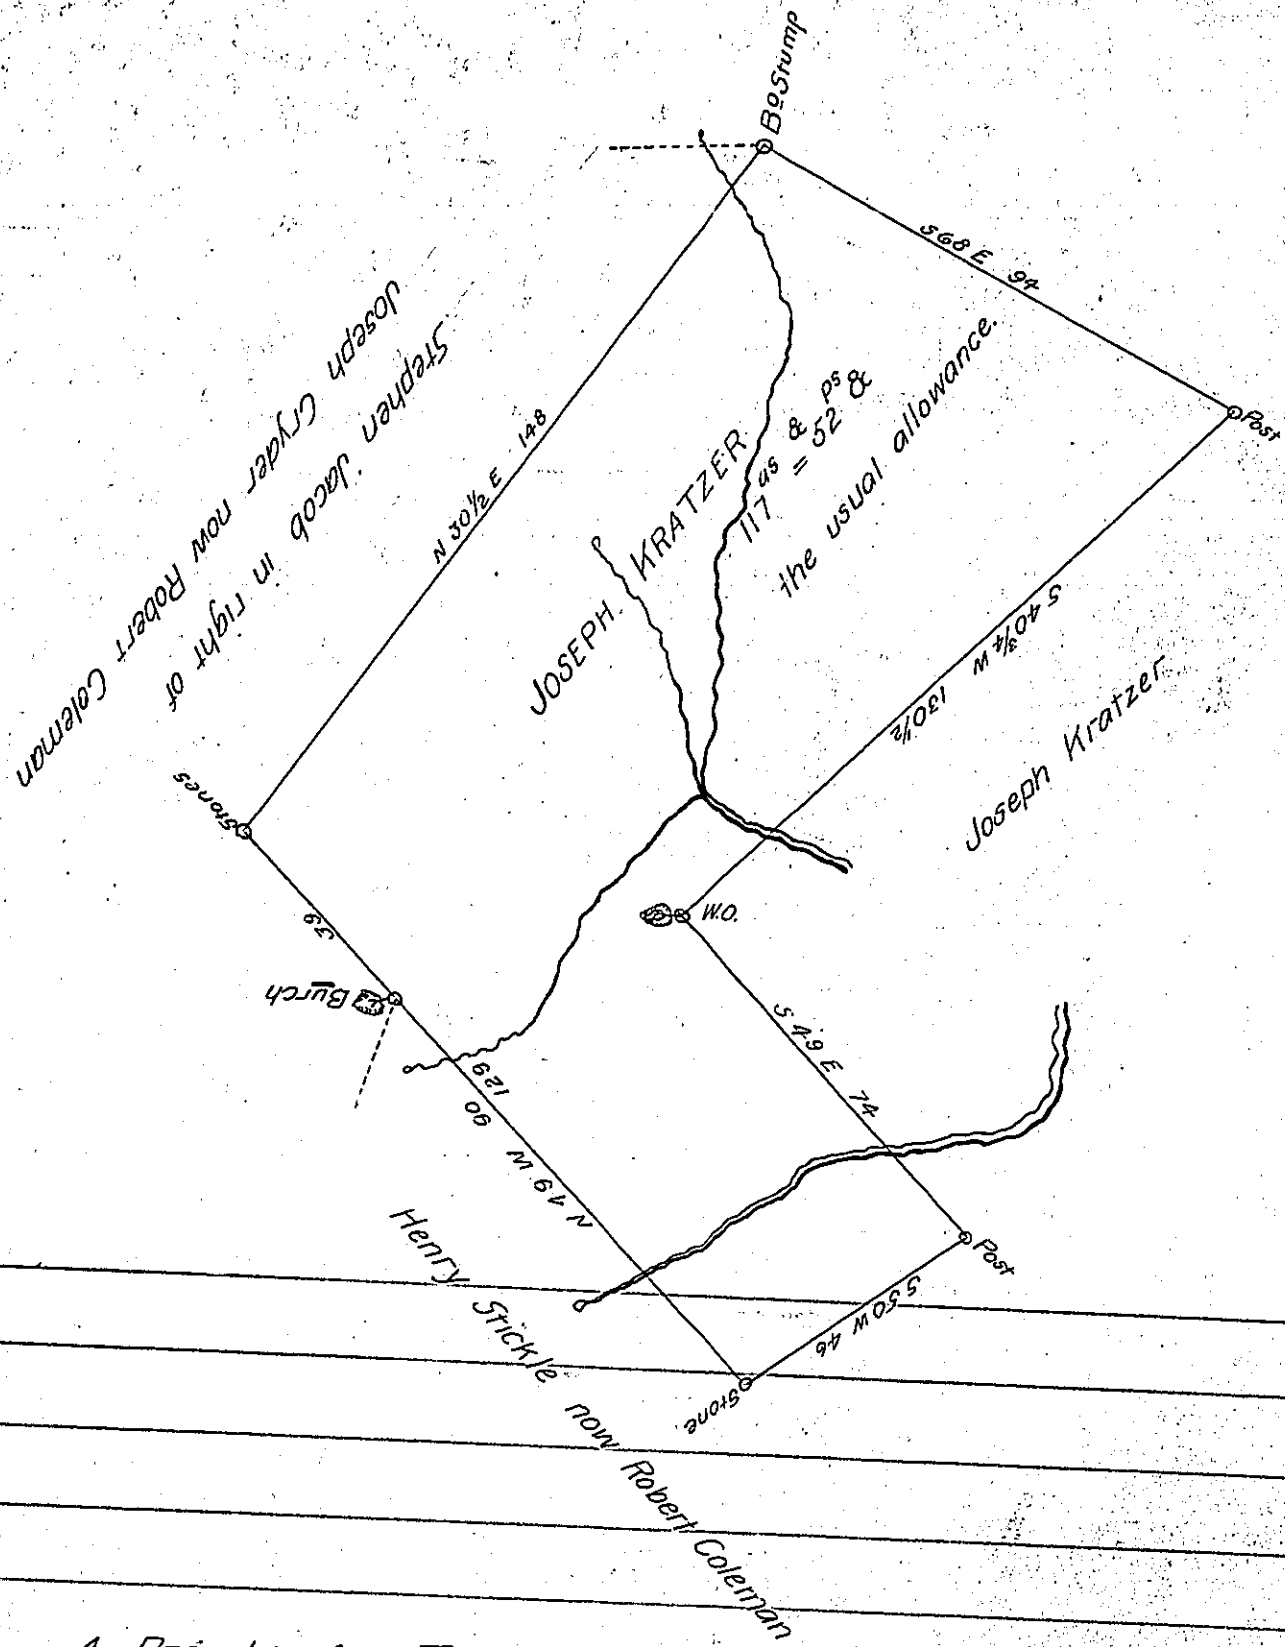 Bo Stump
S 68 E 94
Post
Joseph Cryder now Robert Coleman
Stephen Jacob in right of
N 30½ E 148
JOSEPH KRATZER
117 as & ps = 52 &
the usual allowance.
S 40¾ W 130½
Joseph Kratzer
Stones
39
W.O.
Burch
S 49 E 74
129
90
N 49 W
Post
S 50 W 46
Stone
Henry Stickle now Robert Coleman